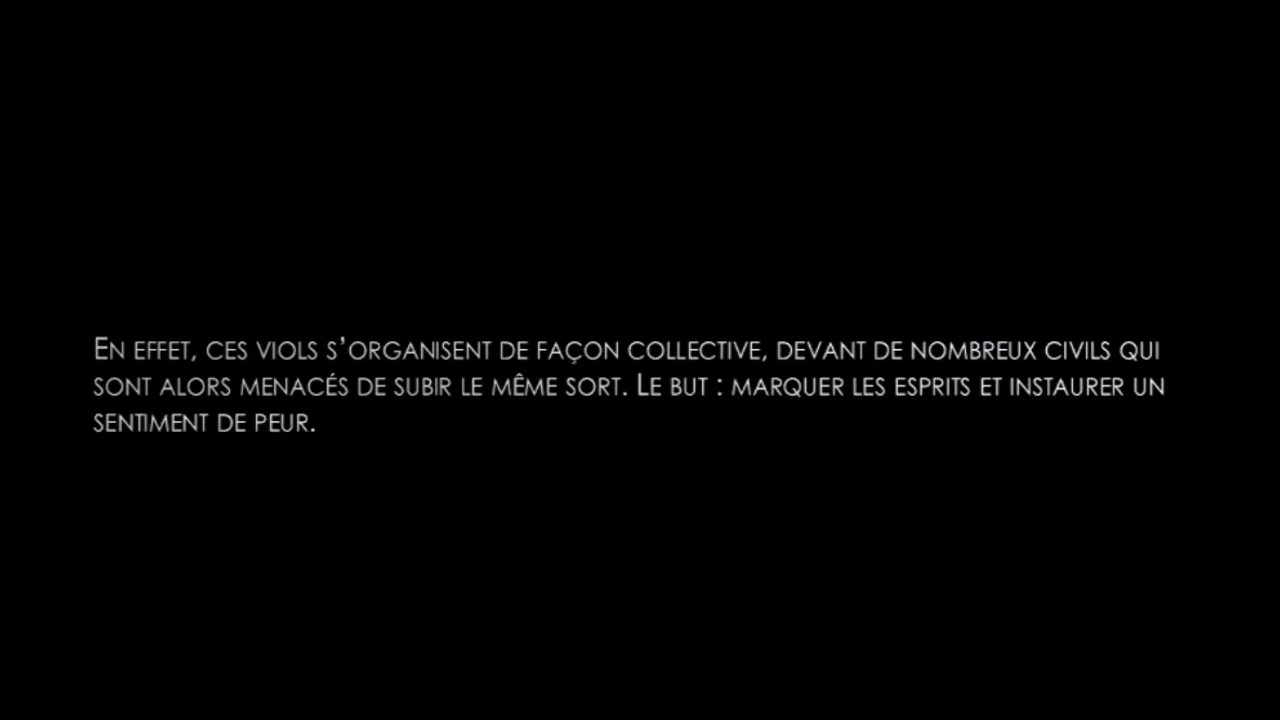 En effet, ces viols s’organisent de façon collective, devant de nombreux civils qui
sont alors menacés de subir le même sort. Le but : marquer les esprits et instaurer un
sentiment de peur.